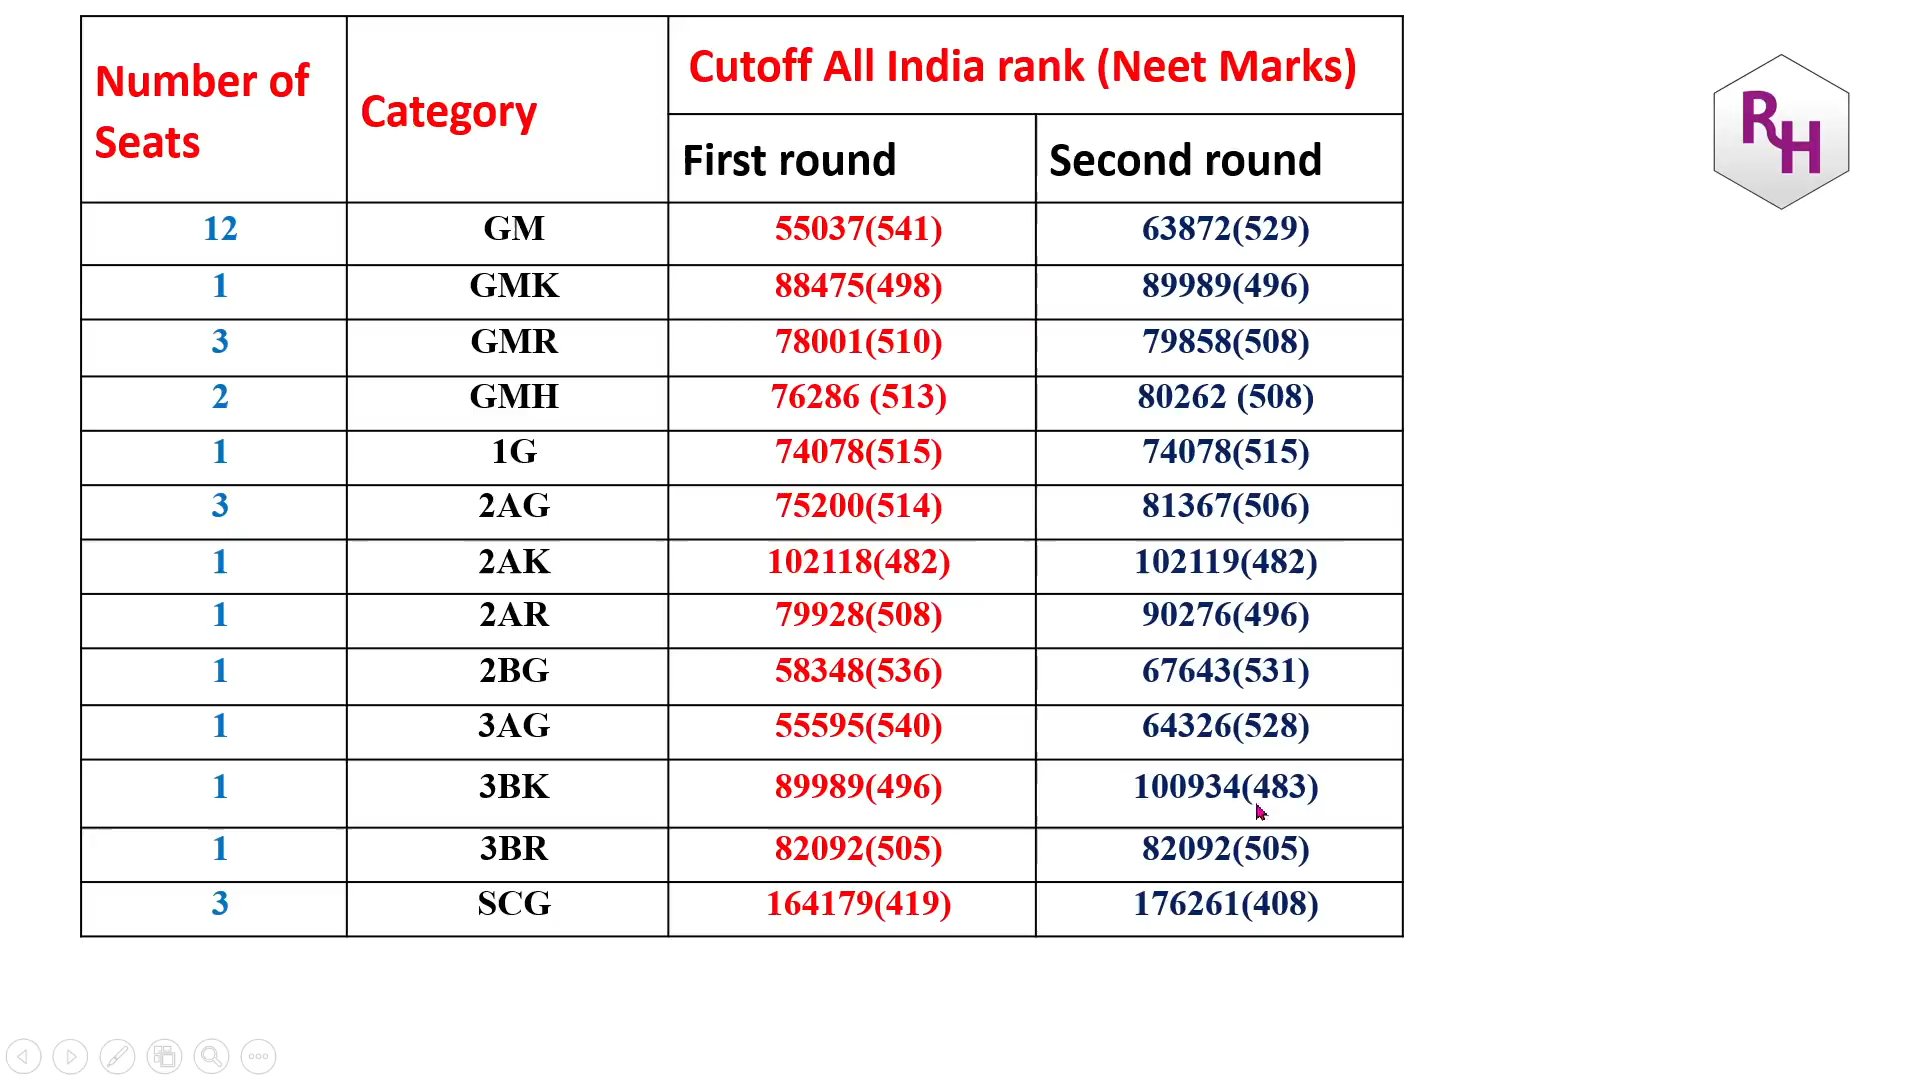 Number of Seats Category Cutoff All India rank (Neet Marks)
First round Second round
12 GM 55037(541) 63872(529)
1 GMK 88475(498) 89989(496)
3 GMR 78001(510) 79858(508)
2 GMH 76286 (513) 80262 (508)
1 1G 74078(515) 74078(515)
3 2AG 75200(514) 81367(506)
1 2AK 102118(482) 102119(482)
1 2AR 79928(508) 90276(496)
1 2BG 58348(536) 67643(531)
1 3AG 55595(540) 64326(528)
1 3BK 89989(496) 100934(483)
1 3BR 82092(505) 82092(505)
3 SCG 164179(419) 176261(408)
RH